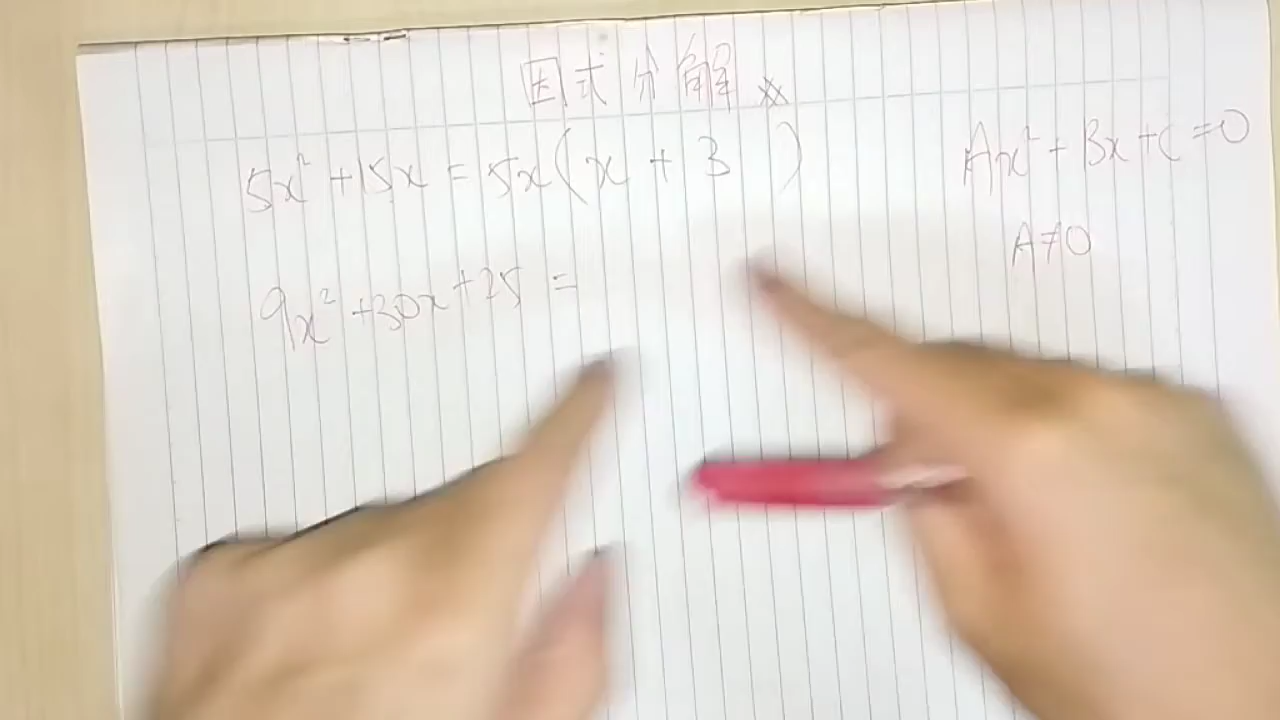 因式分解
5x² + 15x = 5x(x + 3)
Ax² + Bx + C = 0
A ≠ 0
9x² + 30x + 25 =